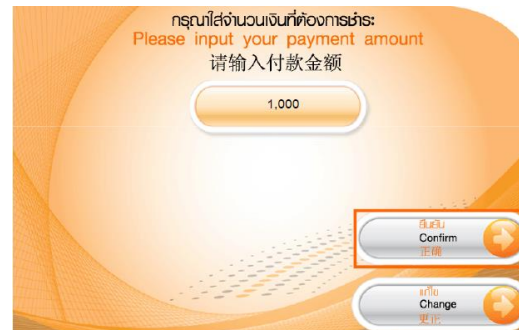 กรุณาใส่จำนวนเงินที่ต้องการชำระ
Please input your payment amount
请输入付款金额
1,000
ยืนยัน
Confirm
正确
แก้ไข
Change
更正